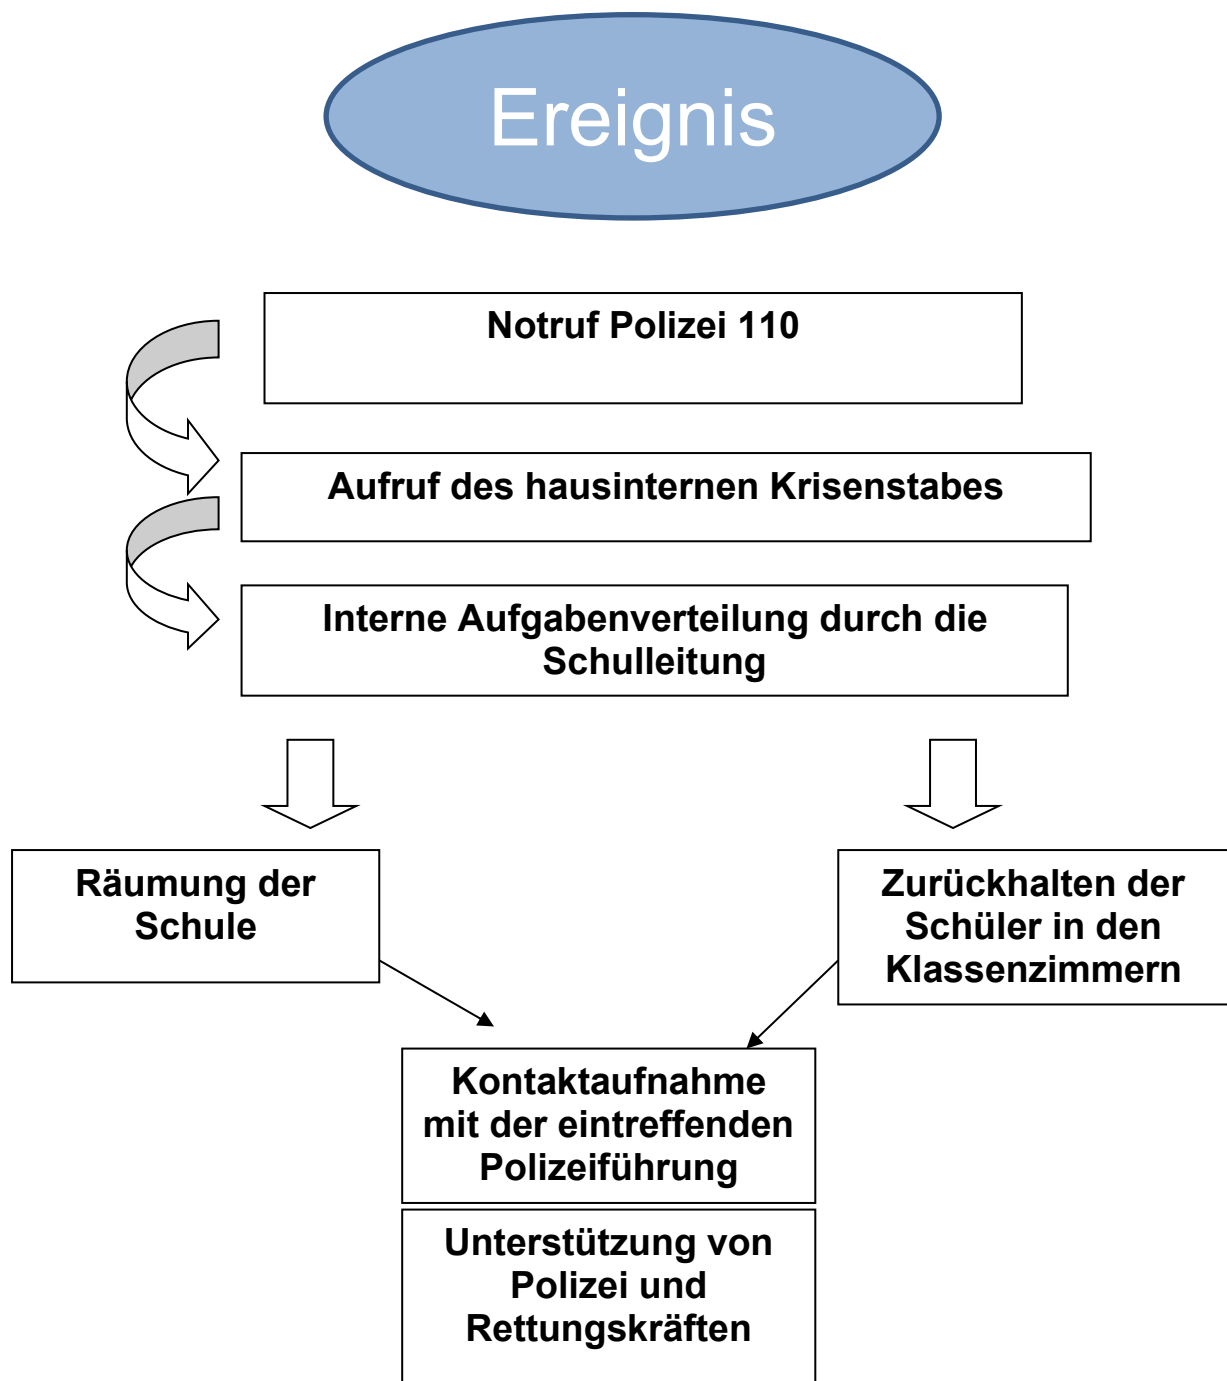 Ereignis
Notruf Polizei 110
Aufruf des hausinternen Krisenstabes
Interne Aufgabenverteilung durch die
Schulleitung
Räumung der
Schule
Zurückhalten der
Schüler in den
Klassenzimmern
Kontaktaufnahme
mit der eintreffenden
Polizeiführung
Unterstützung von
Polizei und
Rettungskräften